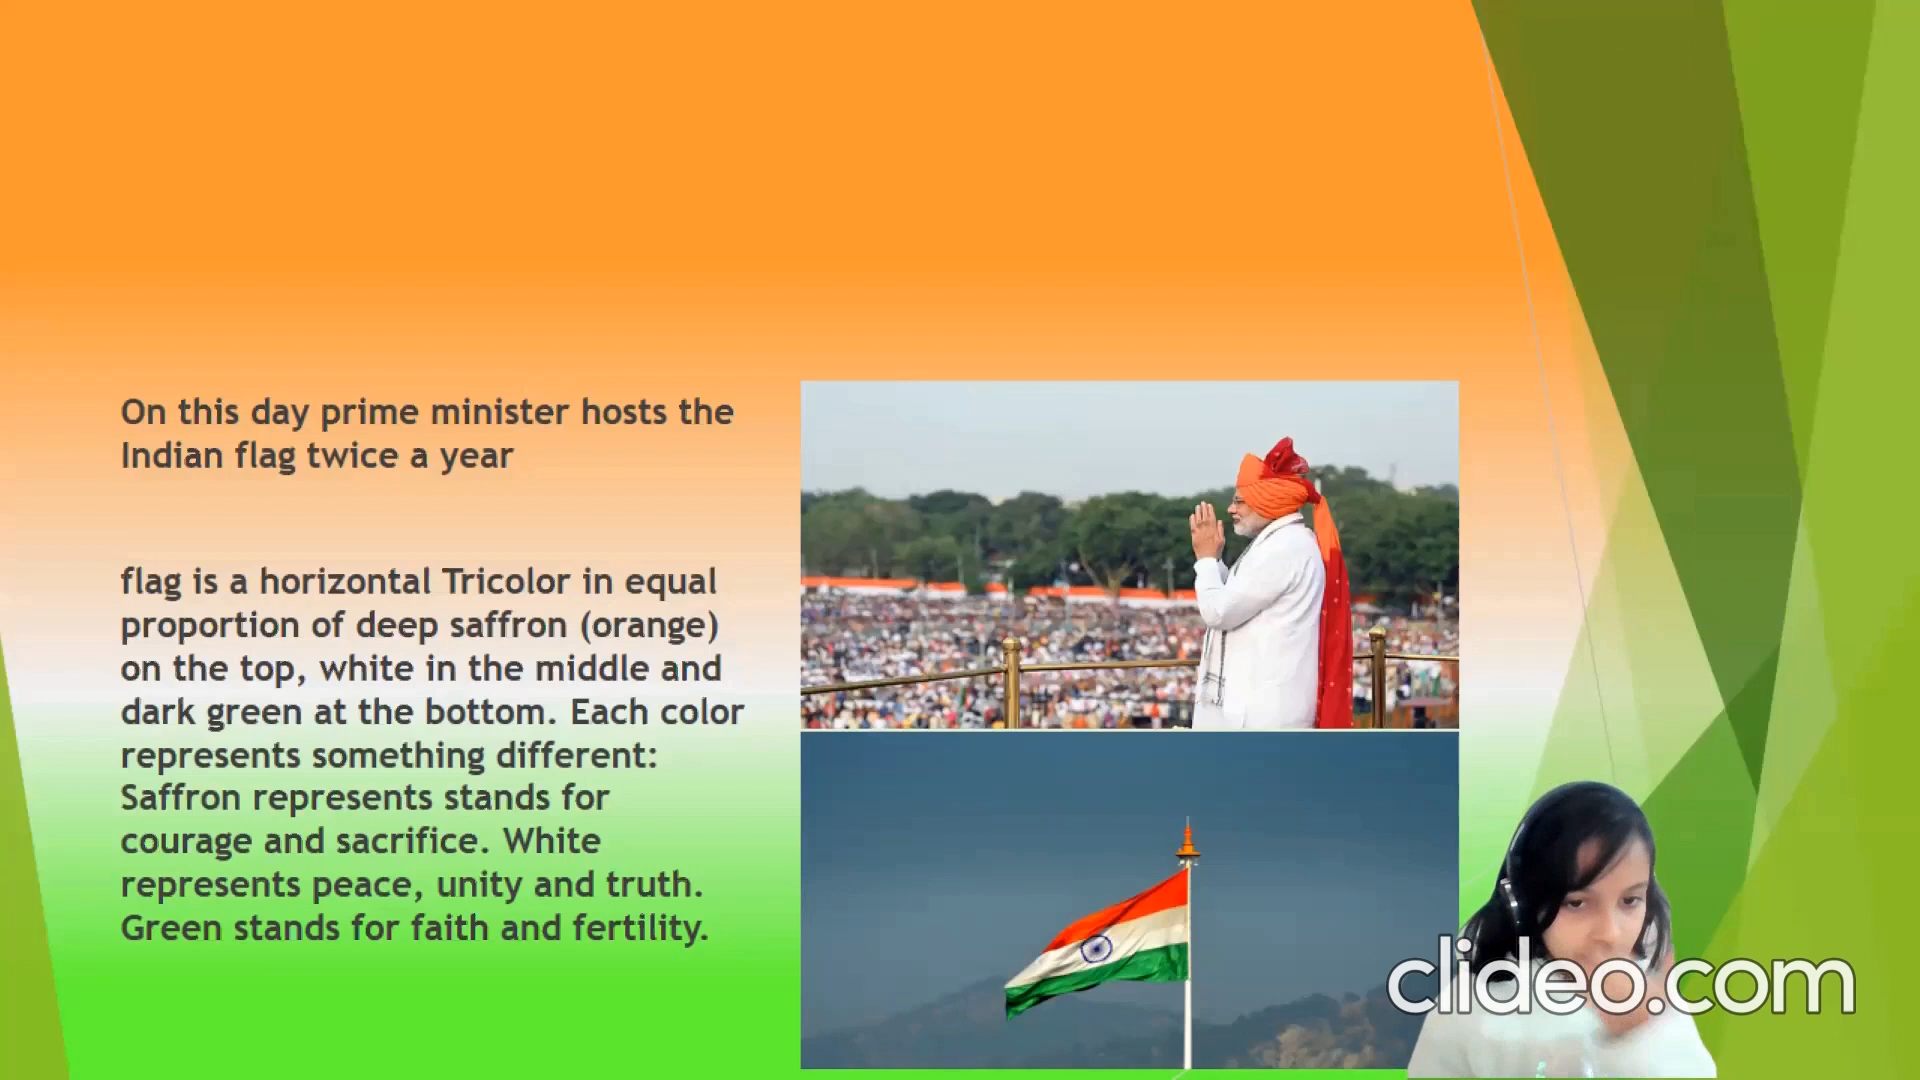 On this day prime minister hosts the
Indian flag twice a year
flag is a horizontal Tricolor in equal
proportion of deep saffron (orange)
on the top, white in the middle and
dark green at the bottom. Each color
represents something different:
Saffron represents stands for
courage and sacrifice. White
represents peace, unity and truth.
Green stands for faith and fertility.
clideo.com